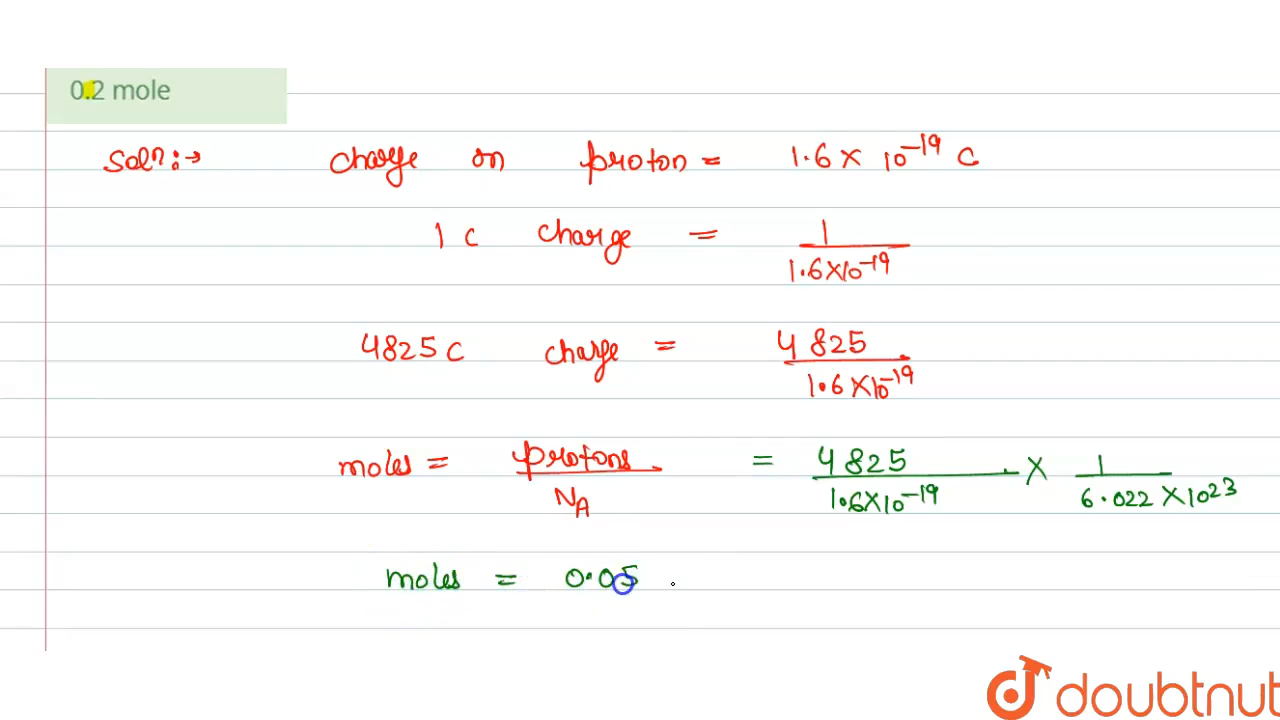 0.2 mole
Soln:→ charge on proton = 1.6 × 10⁻¹⁹ C
1 C charge = 1 / 1.6×10⁻¹⁹
4825 C charge = 4825 / 1.6×10⁻¹⁹
moles = protons / N_A = 4825 / 1.6×10⁻¹⁹ × 1 / 6.022×10²³
moles = 0.05
doubtnut